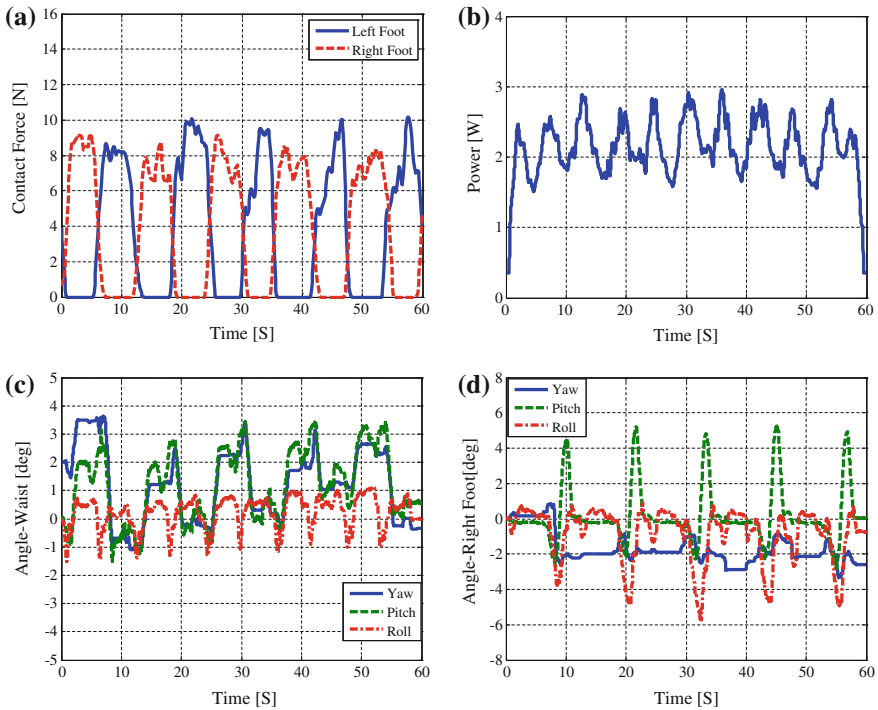 (a)
16
14
12
10
8
6
4
2
0
0 10 20 30 40 50 60
Contact Force [N]
Time [S]
Left Foot
Right Foot
(b)
4
3
2
1
0
0 10 20 30 40 50 60
Power [W]
Time [S]
(c)
5
4
3
2
1
0
-1
-2
-3
-4
-5
0 10 20 30 40 50 60
Angle-Waist [deg]
Time [S]
Yaw
Pitch
Roll
(d)
8
6
4
2
0
-2
-4
-6
-8
0 10 20 30 40 50 60
Angle-Right Foot[deg]
Time [S]
Yaw
Pitch
Roll